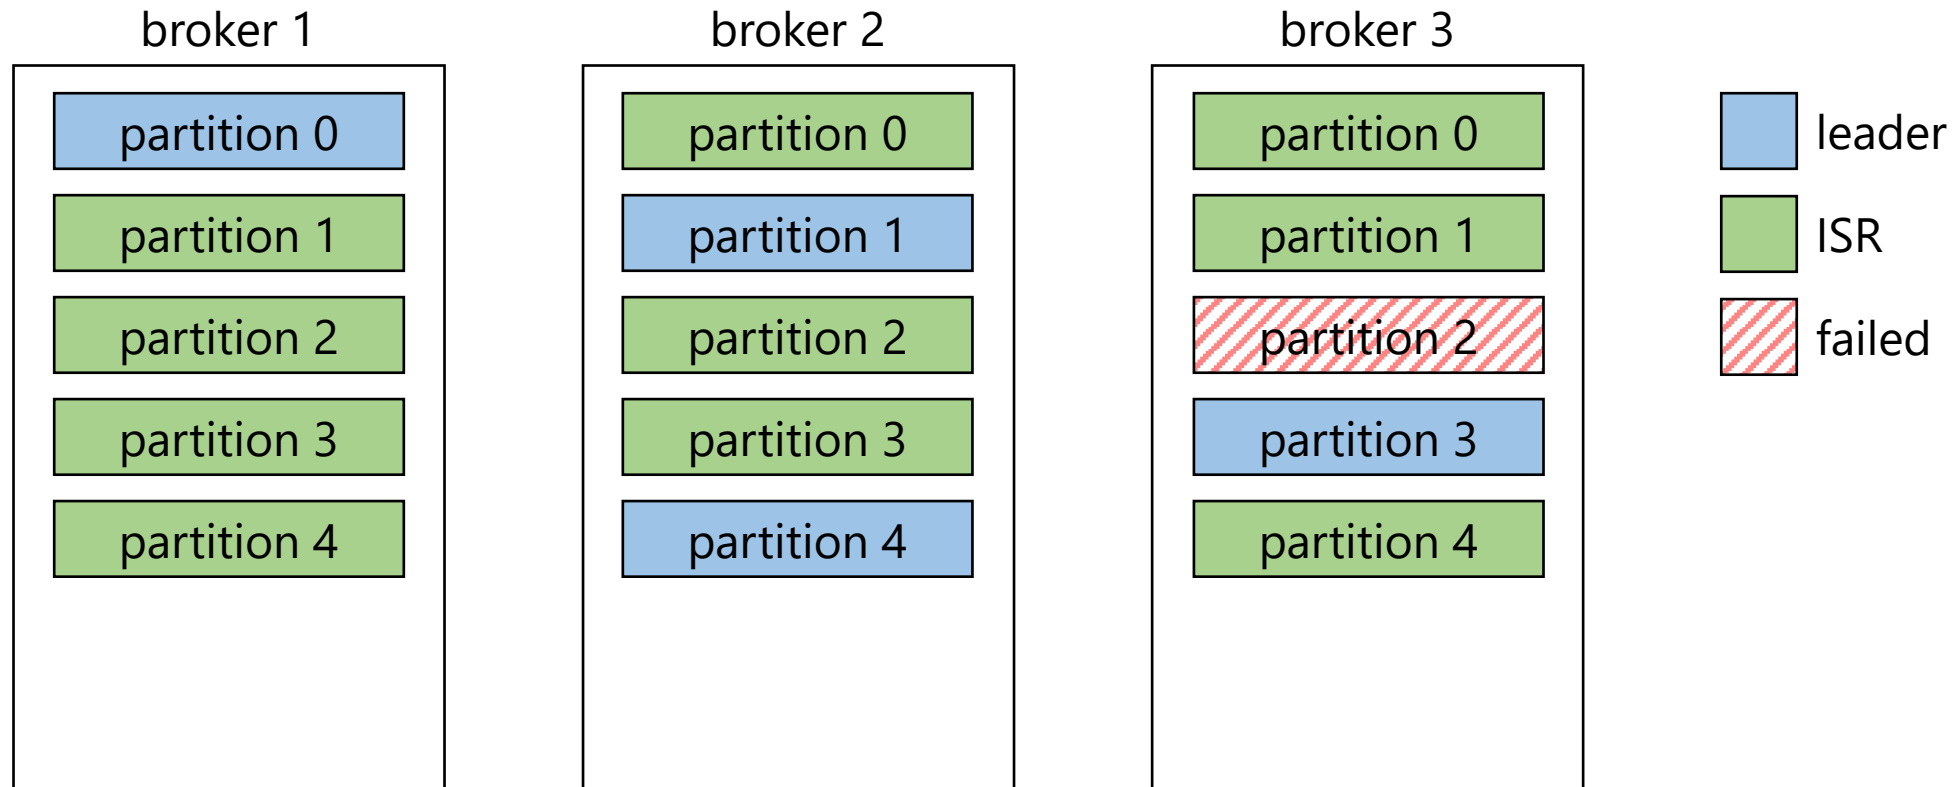 broker 1
partition 0
partition 1
partition 2
partition 3
partition 4
broker 2
partition 0
partition 1
partition 2
partition 3
partition 4
broker 3
partition 0
partition 1
partition 2
partition 3
partition 4
leader
ISR
failed